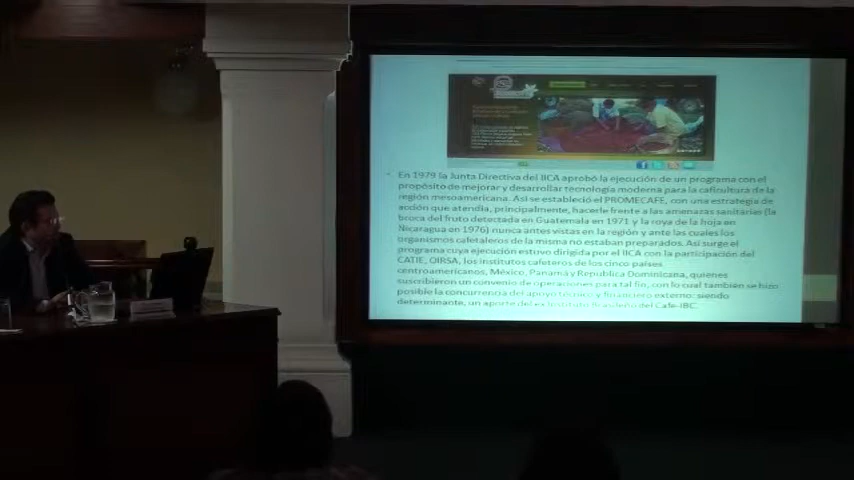 En 1979 la Junta Directiva del IICA aprobó la ejecución de un programa con el
propósito de mejorar y desarrollar tecnología moderna para la caficultura de la
región mesoamericana. Así se estableció el PROMECAFE, con una estrategia de
acción que atendía, principalmente, hacerle frente a las amenazas sanitarias (la
broca del fruto detectada en Guatemala en 1971 y la roya de la hoja en
Nicaragua en 1976) nunca antes vistas en la región y ante las cuales los
organismos cafetaleros de la misma no estaban preparados. Así surge el
programa cuya ejecución estuvo dirigida por el IICA con la participación del
CATIE, OIRSA, los institutos cafeteros de los cinco países
centroamericanos, México, Panamá y Republica Dominicana, quienes
suscribieron un convenio de operaciones para tal fin, con lo cual también se hizo
posible la concurrencia del apoyo técnico y financiero externo; siendo
determinante, un aporte del ex Instituto Brasileño del Café-IBC.